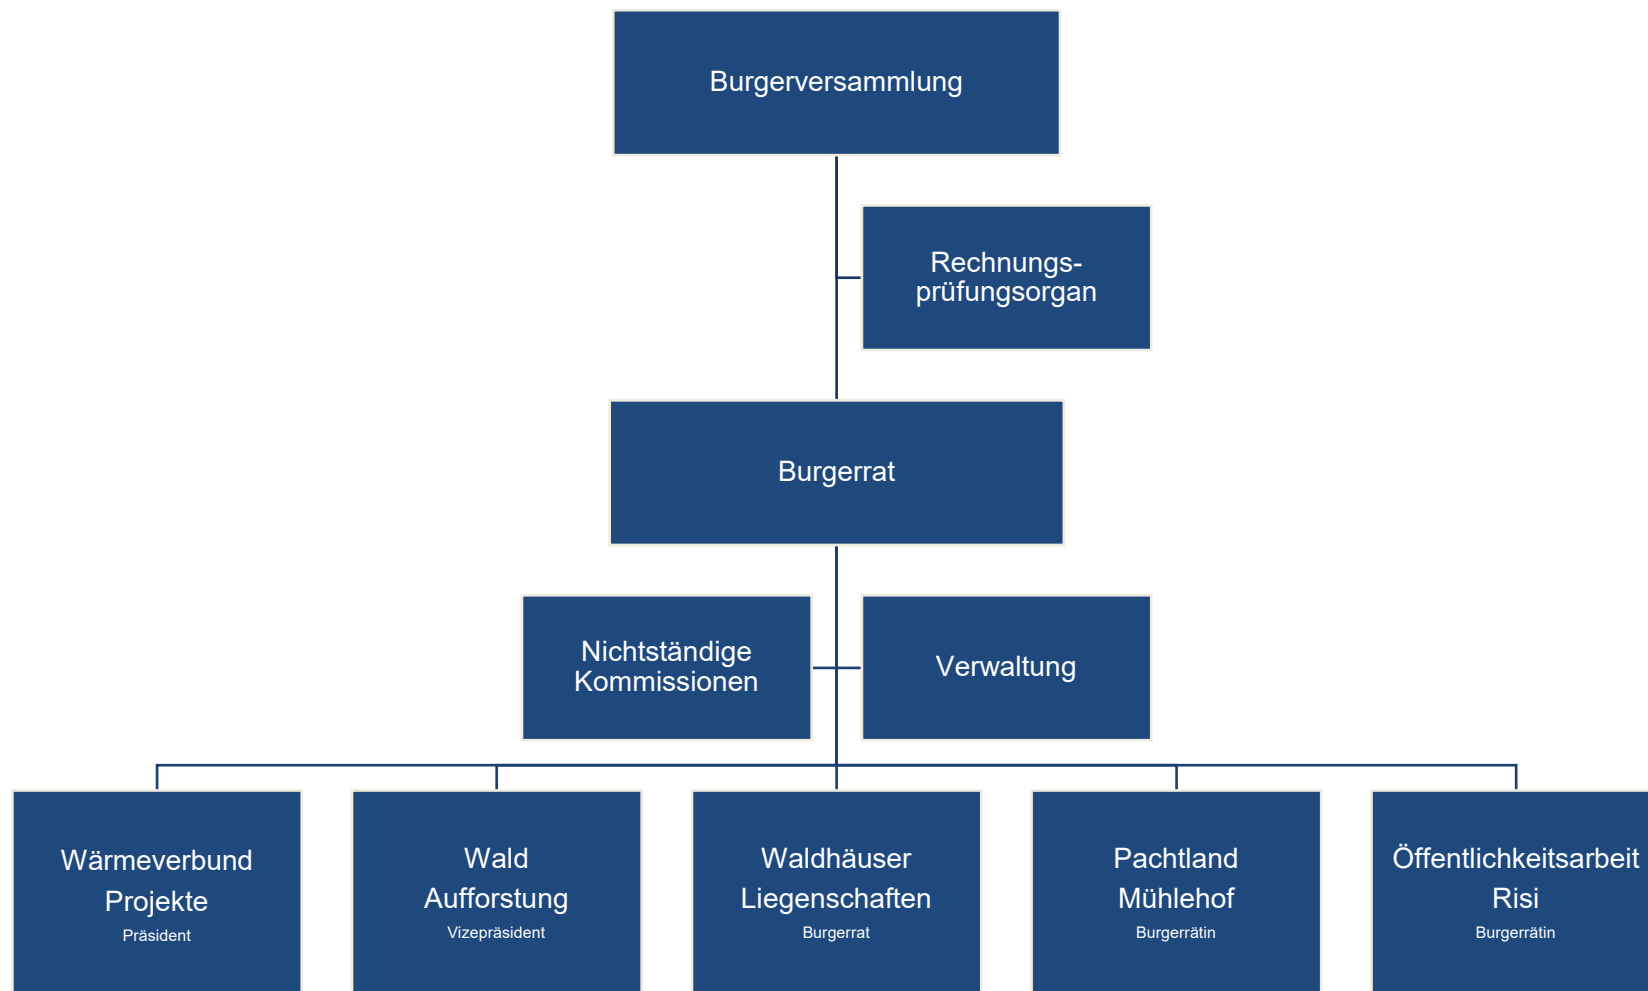 Burgerversammlung
Rechnungs-
prüfungsorgan
Burgerrat
Nichtständige
Kommissionen
Verwaltung
Wärmeverbund
Projekte
Präsident
Wald
Aufforstung
Vizepräsident
Waldhäuser
Liegenschaften
Burgerrat
Pachtland
Mühlehof
Burgerrätin
Öffentlichkeitsarbeit
Risi
Burgerrätin